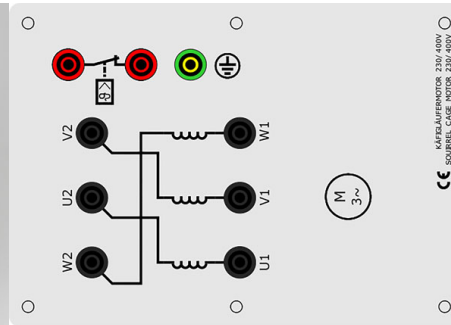 KÄFIGLÄUFERMOTOR 230/ 400V
SQUIRREL CAGE MOTOR 230/ 400V
CE
M
3~
W1
V1
U1
V2
U2
W2
ϑ>